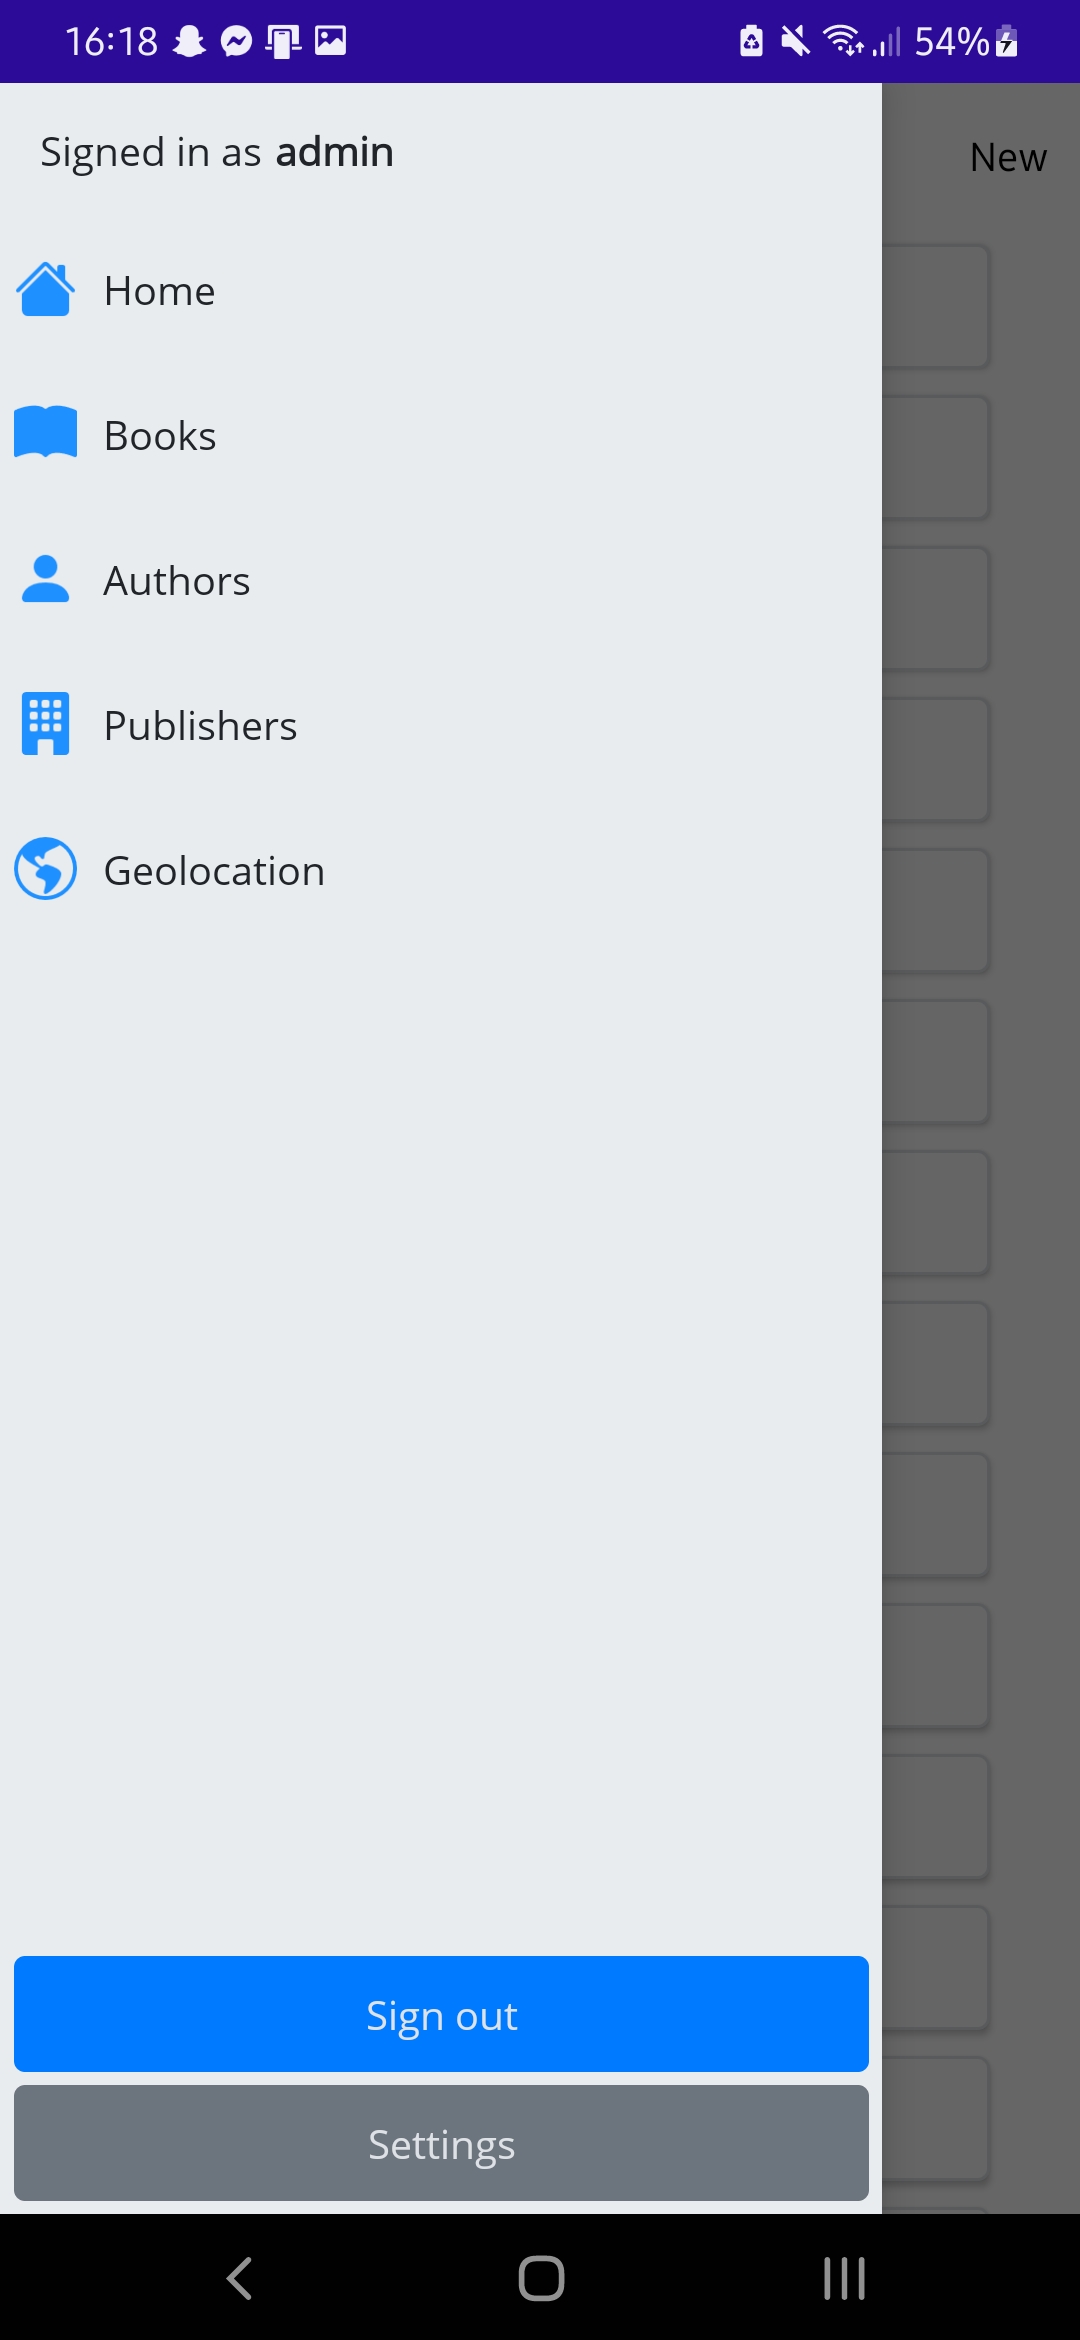 16:18 54%
Signed in as admin
New
Home
Books
Authors
Publishers
Geolocation
Sign out
Settings